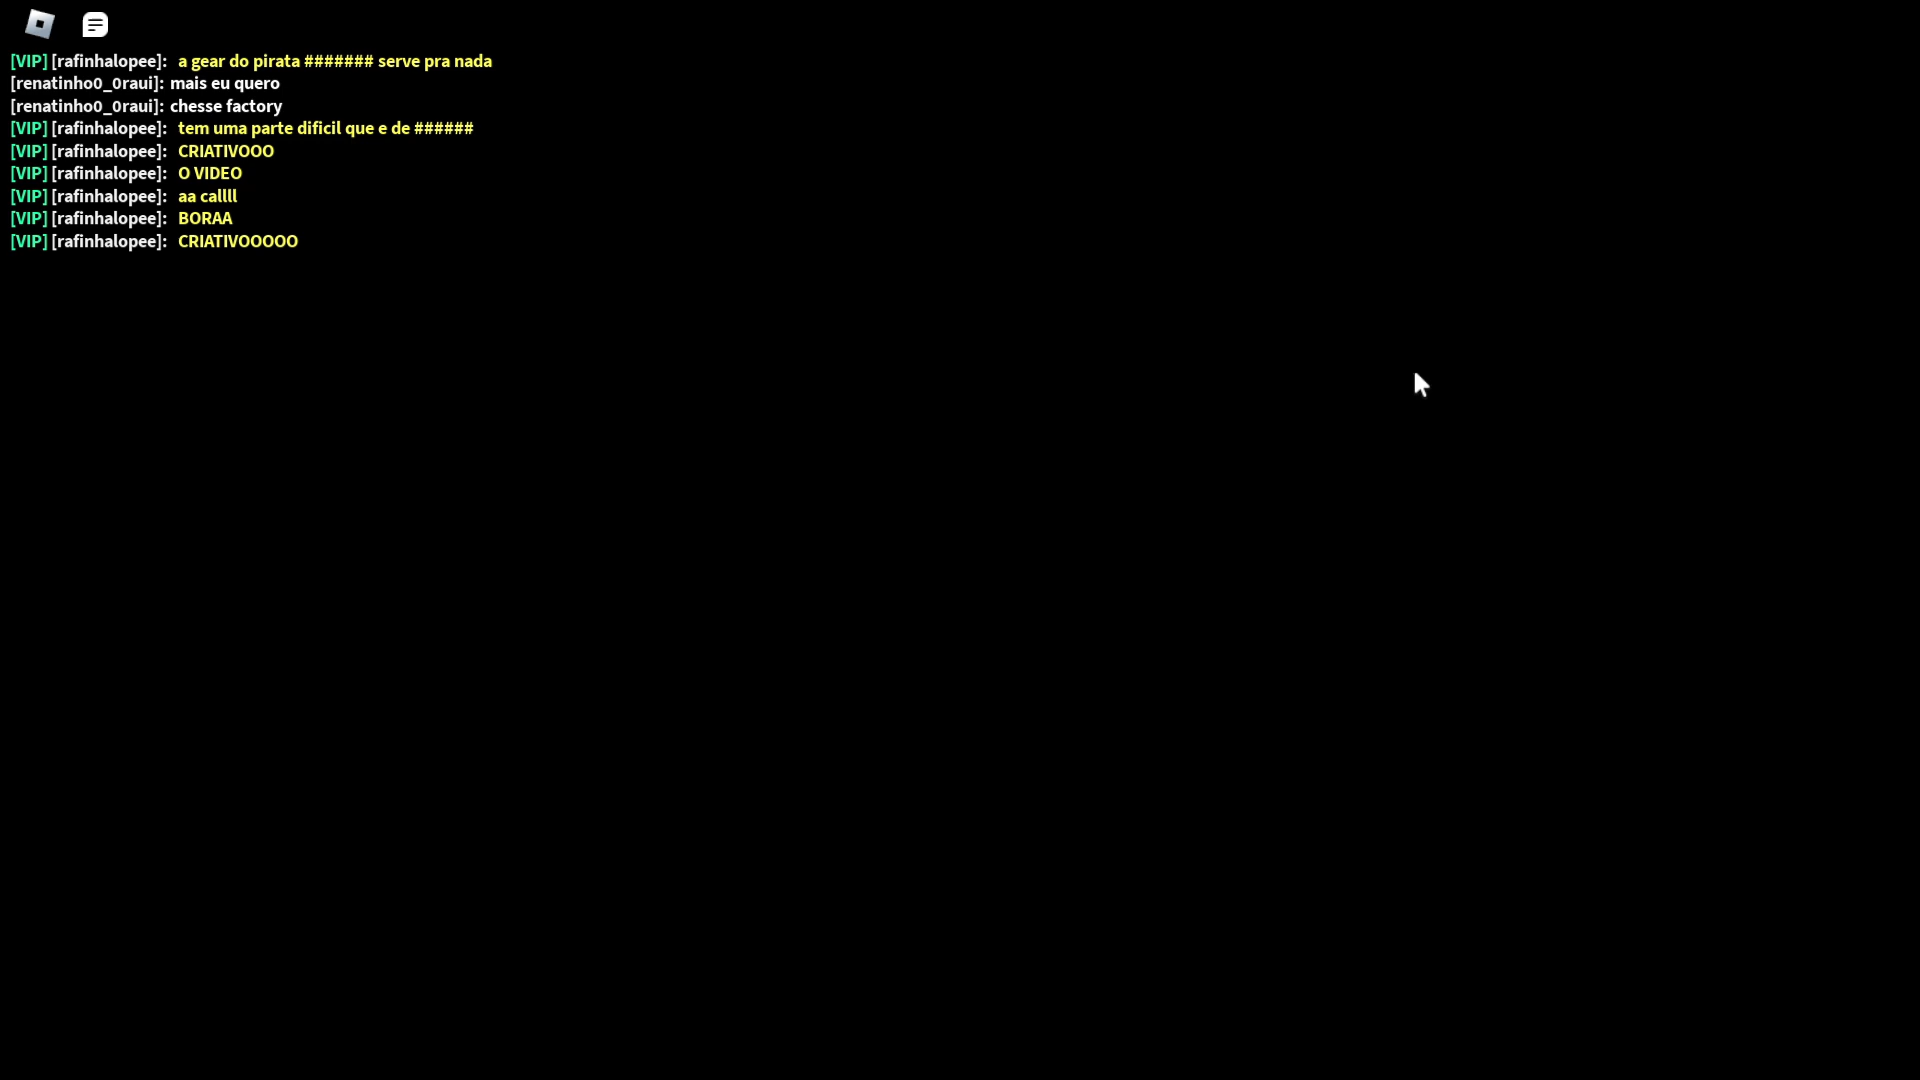 [VIP] [rafinhalopee]: a gear do pirata ####### serve pra nada
[renatinho0_0raui]: mais eu quero
[renatinho0_0raui]: chesse factory
[VIP] [rafinhalopee]: tem uma parte dificil que e de ######
[VIP] [rafinhalopee]: CRIATIVOOO
[VIP] [rafinhalopee]: O VIDEO
[VIP] [rafinhalopee]: aa callll
[VIP] [rafinhalopee]: BORAA
[VIP] [rafinhalopee]: CRIATIVOOOOO